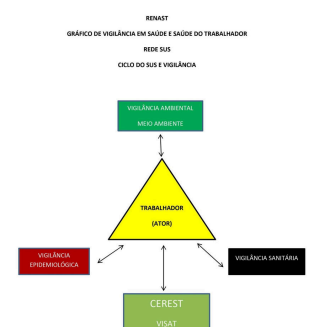 RENAST
GRÁFICO DE VIGILÂNCIA EM SAÚDE E SAÚDE DO TRABALHADOR
REDE SUS
CICLO DO SUS E VIGILÂNCIA
VIGILÂNCIA AMBIENTAL
MEIO AMBIENTE
TRABALHADOR
(ATOR)
VIGILÂNCIA
EPIDEMIOLÓGICA
VIGILÂNCIA SANITÁRIA
CEREST
VISAT